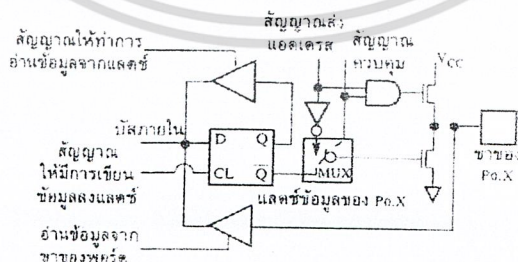 สัญญาณให้ทำการ
อ่านข้อมูลจากแลตช์
สัญญาณส่ง
แอดเดรส
สัญญาณ
ควบคุม
Vcc
บัสภายใน
สัญญาณ
ให้มีการเขียน
ข้อมูลลงแลตช์
D
Q
CL
Q
MUX
ขาของ
Po.X
แลตช์ข้อมูลของ Po.X
อ่านข้อมูลจาก
ขาของพอร์ต